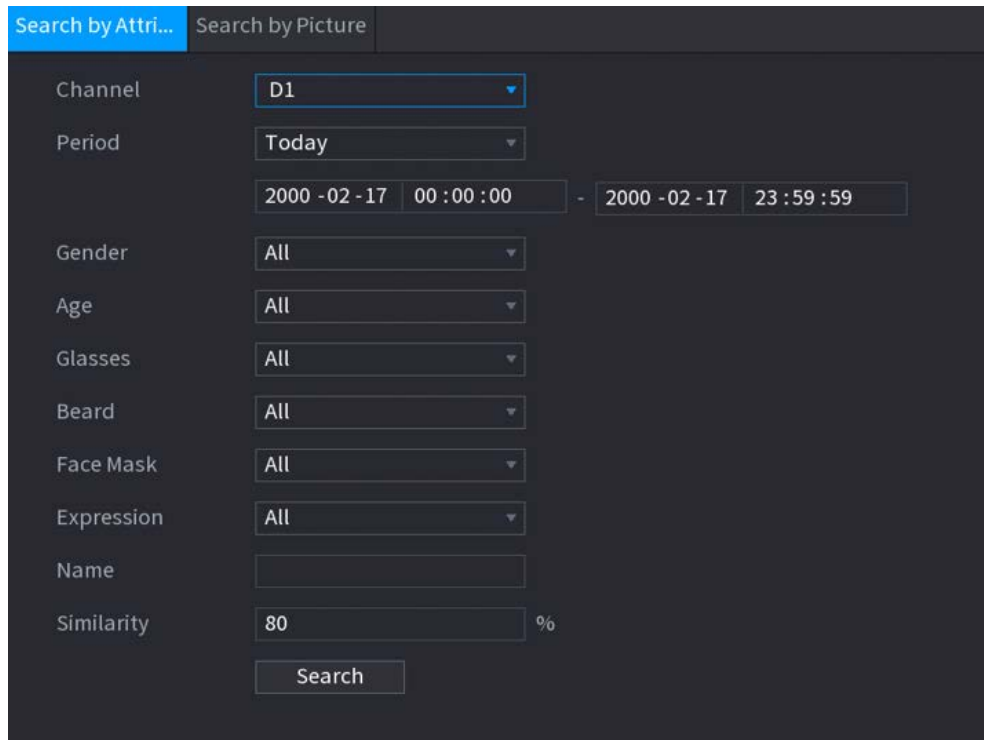 Search by Attri... Search by Picture
Channel D1
Period Today
2000 -02 -17 00 :00 :00 - 2000 -02 -17 23 :59 :59
Gender All
Age All
Glasses All
Beard All
Face Mask All
Expression All
Name
Similarity 80 %
Search